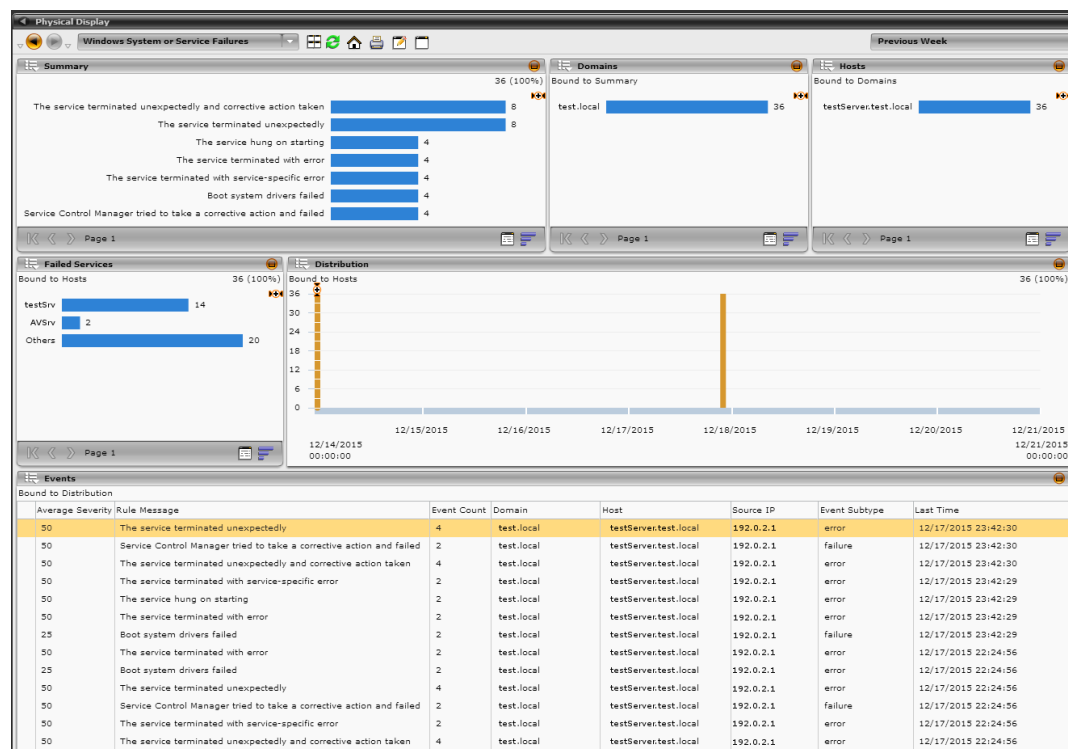 Physical Display
Windows System or Service Failures
Previous Week
Summary
36 (100%)
The service terminated unexpectedly and corrective action taken 8
The service terminated unexpectedly 8
The service hung on starting 4
The service terminated with error 4
The service terminated with service-specific error 4
Boot system drivers failed 4
Service Control Manager tried to take a corrective action and failed 4
Page 1
Domains
Bound to Summary
test.local 36
Page 1
Hosts
Bound to Domains
testServer.test.local 36
Page 1
Failed Services
Bound to Hosts 36 (100%)
testSrv 14
AVSrv 2
Others 20
Page 1
Distribution
Bound to Hosts 36 (100%)
36
30
24
18
12
6
0
12/15/2015 12/16/2015 12/17/2015 12/18/2015 12/19/2015 12/20/2015 12/21/2015
12/14/2015 12/21/2015
00:00:00 00:00:00
Events
Bound to Distribution
Average Severity Rule Message Event Count Domain Host Source IP Event Subtype Last Time
50 The service terminated unexpectedly 4 test.local testServer.test.local 192.0.2.1 error 12/17/2015 23:42:30
50 Service Control Manager tried to take a corrective action and failed 2 test.local testServer.test.local 192.0.2.1 failure 12/17/2015 23:42:30
50 The service terminated unexpectedly and corrective action taken 4 test.local testServer.test.local 192.0.2.1 error 12/17/2015 23:42:30
50 The service terminated with service-specific error 2 test.local testServer.test.local 192.0.2.1 error 12/17/2015 23:42:29
50 The service hung on starting 2 test.local testServer.test.local 192.0.2.1 error 12/17/2015 23:42:29
50 The service terminated with error 2 test.local testServer.test.local 192.0.2.1 error 12/17/2015 23:42:29
25 Boot system drivers failed 2 test.local testServer.test.local 192.0.2.1 failure 12/17/2015 23:42:29
50 The service terminated with error 2 test.local testServer.test.local 192.0.2.1 error 12/17/2015 22:24:56
25 Boot system drivers failed 2 test.local testServer.test.local 192.0.2.1 failure 12/17/2015 22:24:56
50 The service terminated unexpectedly 4 test.local testServer.test.local 192.0.2.1 error 12/17/2015 22:24:56
50 Service Control Manager tried to take a corrective action and failed 2 test.local testServer.test.local 192.0.2.1 failure 12/17/2015 22:24:56
50 The service terminated with service-specific error 2 test.local testServer.test.local 192.0.2.1 error 12/17/2015 22:24:56
50 The service terminated unexpectedly and corrective action taken 4 test.local testServer.test.local 192.0.2.1 error 12/17/2015 22:24:56